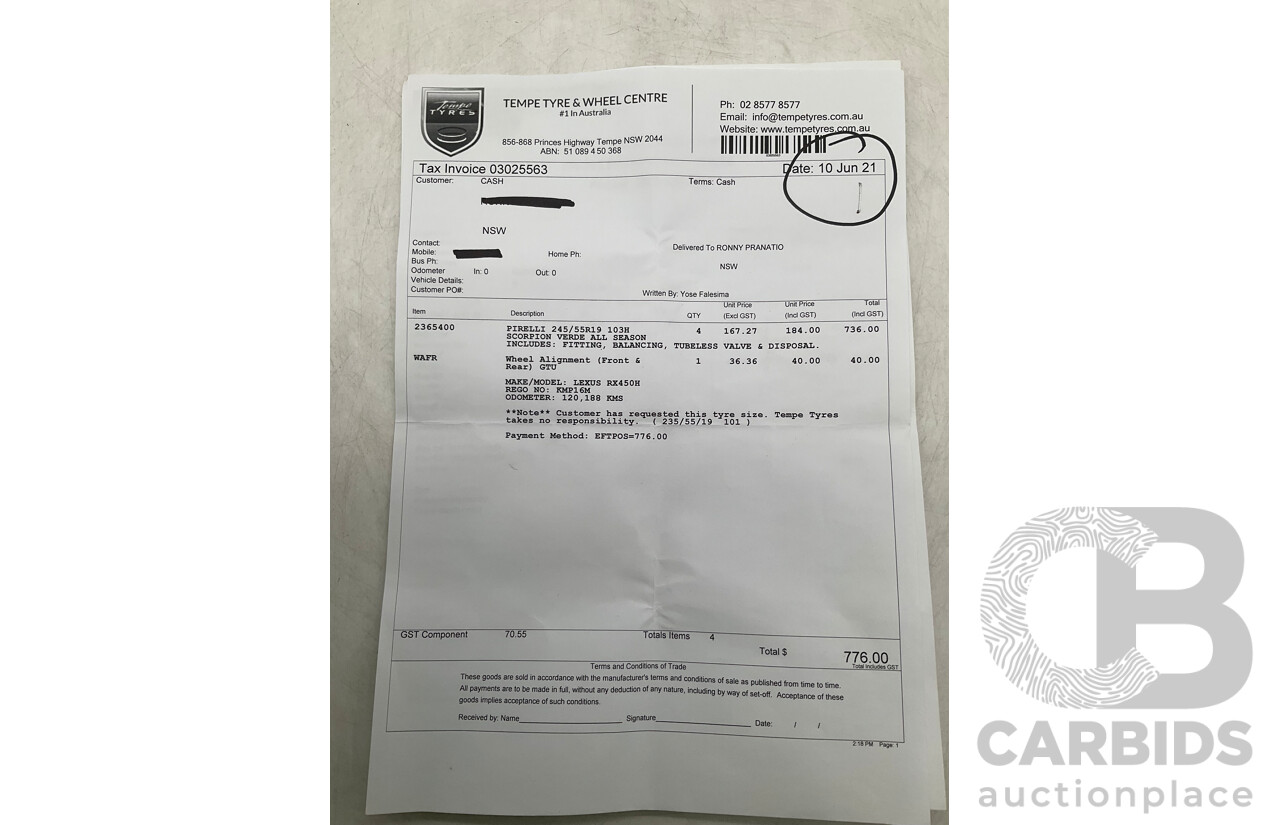 Tempe
TYRES
TEMPE TYRE & WHEEL CENTRE
#1 In Australia
856-868 Princes Highway Tempe NSW 2044
ABN: 51 089 450 368
Ph: 02 8577 8577
Email: info@tempetyres.com.au
Website: www.tempetyres.com.au
Tax Invoice 03025563 Date: 10 Jun 21
Customer: CASH Terms: Cash
NSW
Contact:
Mobile: Home Ph: Delivered To RONNY PRANATIO
Bus Ph:
NSW
Odometer In: 0 Out: 0
Vehicle Details:
Customer PO#: Written By: Yose Falesima
Item Description QTY Unit Price (Excl GST) Unit Price (Incl GST) Total (Incl GST)
2365400 PIRELLI 245/55R19 103H 4 167.27 184.00 736.00
SCORPION VERDE ALL SEASON
INCLUDES: FITTING, BALANCING, TUBELESS VALVE & DISPOSAL.
WAFR Wheel Alignment (Front & 1 36.36 40.00 40.00
Rear) GTU
MAKE/MODEL: LEXUS RX450H
REGO NO: KMP16M
ODOMETER: 120,188 KMS
**Note** Customer has requested this tyre size. Tempe Tyres
takes no responsibility. ( 235/55/19 101 )
Payment Method: EFTPOS=776.00
GST Component 70.55 Totals Items 4
Total $ 776.00
Total Includes GST
Terms and Conditions of Trade
These goods are sold in accordance with the manufacturer's terms and conditions of sale as published from time to time.
All payments are to be made in full, without any deduction of any nature, including by way of set-off. Acceptance of these
goods implies acceptance of such conditions.
Received by: Name Signature Date: / /
2:18 PM Page: 1
CB
CARBIDS
auctionplace